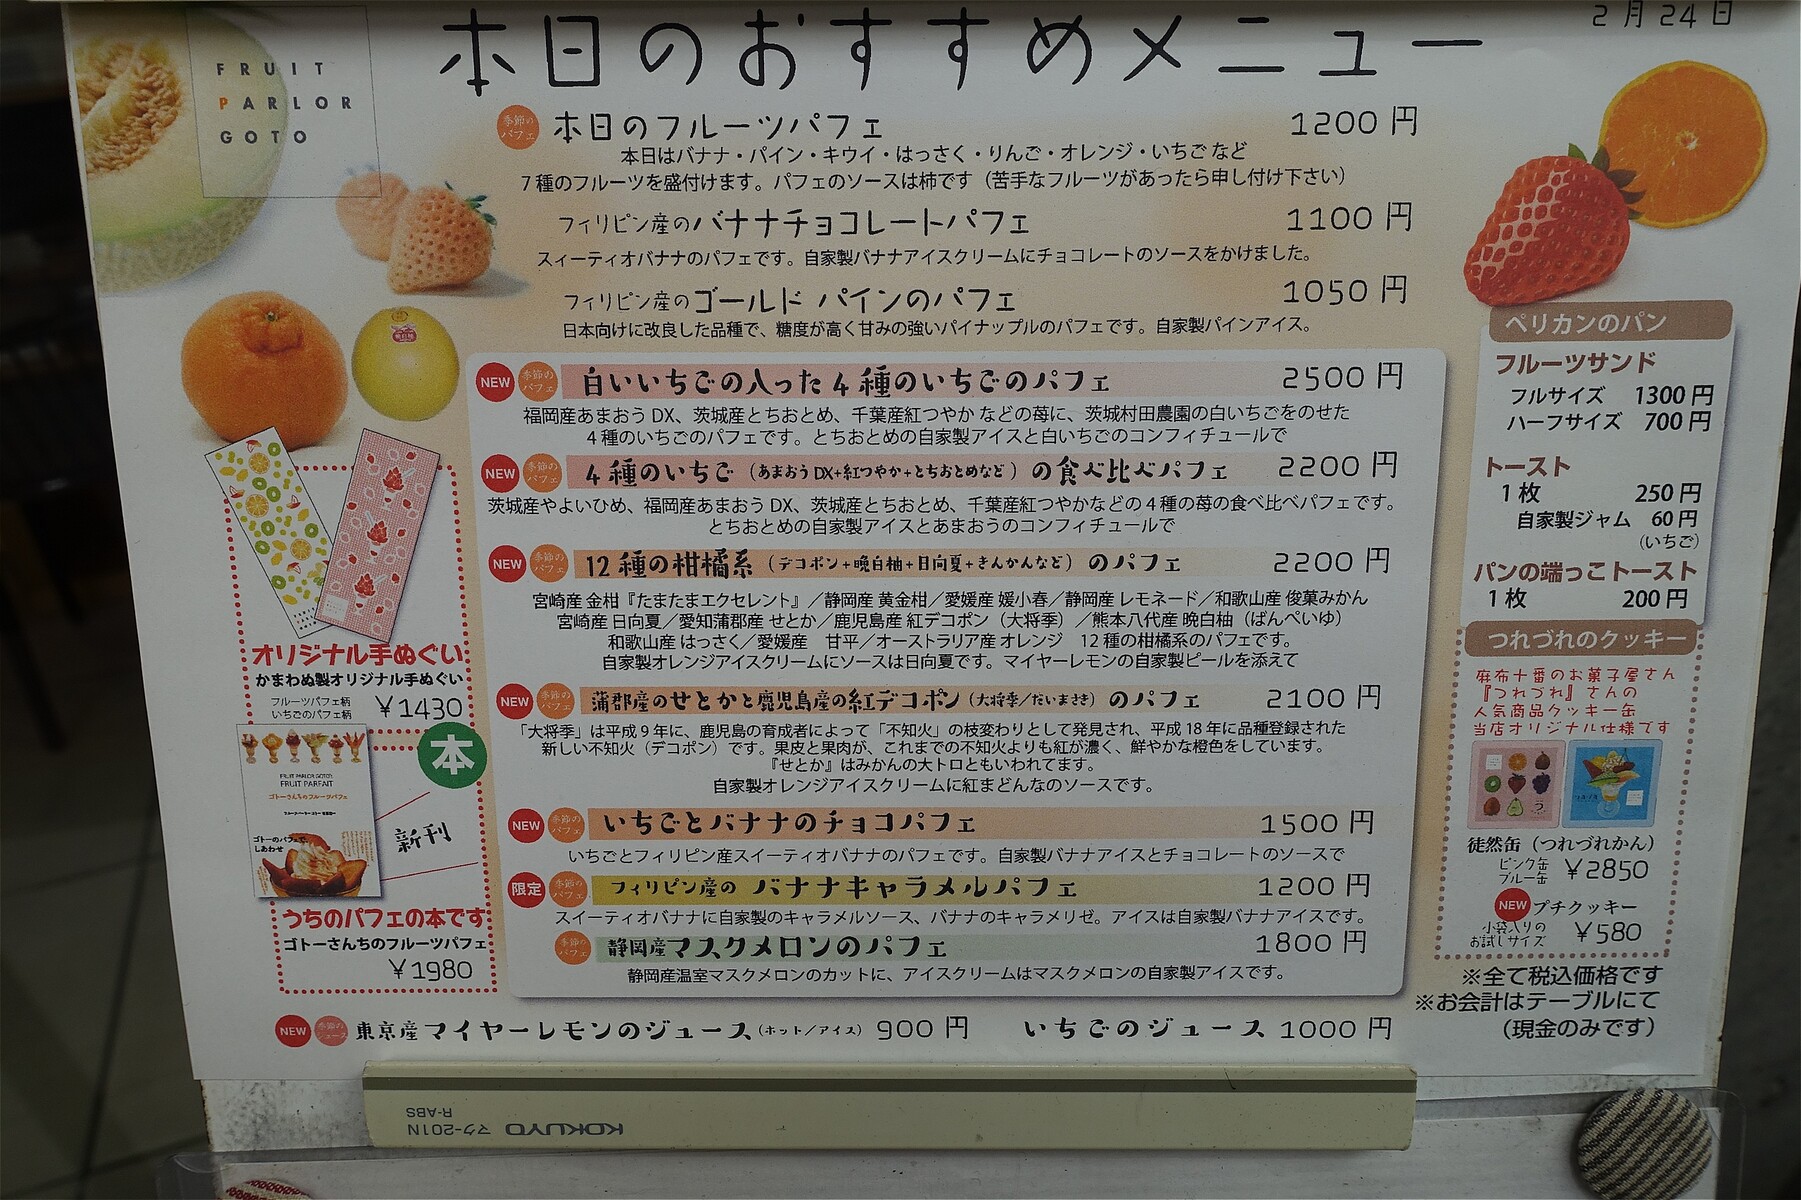 2月24日
本日のおすすめメニュー
FRUIT
PARLOR
GOTO
季節のパフェ 本日のフルーツパフェ 1200円
本日はバナナ・パイン・キウイ・はっさく・りんご・オレンジ・いちごなど
7種のフルーツを盛付けます。パフェのソースは柿です（苦手なフルーツがあったら申し付け下さい）
フィリピン産のバナナチョコレートパフェ 1100円
スィーティオバナナのパフェです。自家製バナナアイスクリームにチョコレートのソースをかけました。
フィリピン産のゴールド パインのパフェ 1050円
日本向けに改良した品種で、糖度が高く甘みの強いパイナップルのパフェです。自家製パインアイス。
NEW 季節のパフェ 白いいちごの入った4種のいちごのパフェ 2500円
福岡産あまおうDX、茨城産とちおとめ、千葉産紅つやか などの苺に、茨城村田農園の白いちごをのせた
4種のいちごのパフェです。とちおとめの自家製アイスと白いちごのコンフィチュールで
NEW 季節のパフェ 4種のいちご（あまおうDX+紅つやか+とちおとめなど）の食べ比べパフェ 2200円
茨城産やよいひめ、福岡産あまおうDX、茨城産とちおとめ、千葉産紅つやかなどの4種の苺の食べ比べパフェです。
とちおとめの自家製アイスとあまおうのコンフィチュールで
NEW 季節のパフェ 12種の柑橘系（デコポン+晩白柚+日向夏+きんかんなど）のパフェ 2200円
宮崎産 金柑『たまたまエクセレント』／静岡産 黄金柑／愛媛産 媛小春／静岡産 レモネード／和歌山産 俊菓みかん
宮崎産 日向夏／愛知蒲郡産 せとか／鹿児島産 紅デコポン（大将季）／熊本八代産 晩白柚（ばんぺいゆ）
和歌山産 はっさく／愛媛産 甘平／オーストラリア産 オレンジ 12種の柑橘系のパフェです。
自家製オレンジアイスクリームにソースは日向夏です。マイヤーレモンの自家製ピールを添えて
NEW 季節のパフェ 蒲郡産のせとかと鹿児島産の紅デコポン（大将季/だいまさき）のパフェ 2100円
「大将季」は平成9年に、鹿児島の育成者によって「不知火」の枝変わりとして発見され、平成18年に品種登録された
新しい不知火（デコポン）です。果皮と果肉が、これまでの不知火よりも紅が濃く、鮮やかな橙色をしています。
『せとか』はみかんの大トロともいわれてます。
自家製オレンジアイスクリームに紅まどんなのソースです。
NEW 季節のパフェ いちごとバナナのチョコパフェ 1500円
いちごとフィリピン産スイーティオバナナのパフェです。自家製バナナアイスとチョコレートのソースで
限定 季節のパフェ フィリピン産の バナナキャラメルパフェ 1200円
スイーティオバナナに自家製のキャラメルソース、バナナのキャラメリゼ。アイスは自家製バナナアイスです。
季節のパフェ 静岡産マスクメロンのパフェ 1800円
静岡産温室マスクメロンのカットに、アイスクリームはマスクメロンの自家製アイスです。
NEW 季節のジュース 東京産マイヤーレモンのジュース（ホット／アイス）900円 いちごのジュース 1000円
オリジナル手ぬぐい
かまわぬ製オリジナル手ぬぐい
フルーツパフェ柄
いちごのパフェ柄
￥1430
本
FRUIT PARLOR GOTO'S
FRUIT PARFAIT
ゴトーさんちのフルーツパフェ
ゴトーのパフェで、
しあわせ
新刊
うちのパフェの本です
ゴトーさんちのフルーツパフェ
￥1980
ペリカンのパン
フルーツサンド
フルサイズ 1300円
ハーフサイズ 700円
トースト
1枚 250円
自家製ジャム 60円
（いちご）
パンの端っこトースト
1枚 200円
つれづれのクッキー
麻布十番のお菓子屋さん
『つれづれ』さんの
人気商品クッキー缶
当店オリジナル仕様です
徒然缶（つれづれかん）
ピンク缶
ブルー缶
￥2850
NEW プチクッキー
小袋入りの
お試しサイズ
￥580
※全て税込価格です
※お会計はテーブルにて
（現金のみです）
KOKUYO マク-201N
R-ABS